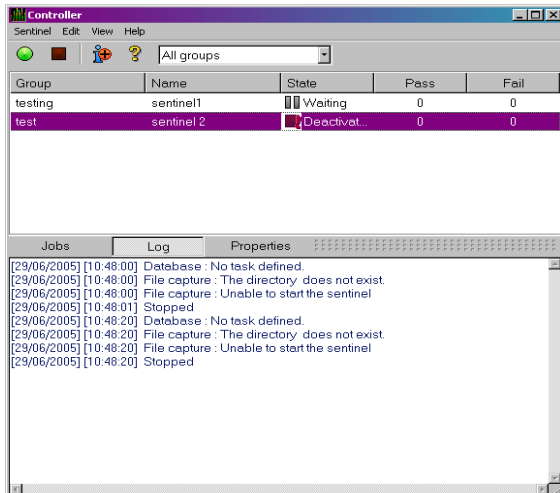 Controller
Sentinel Edit View Help
All groups
Group Name State Pass Fail
testing sentinel1 Waiting 0 0
test sentinel 2 Deactivat... 0 0
Jobs Log Properties
[29/06/2005] [10:48:00] Database : No task defined.
[29/06/2005] [10:48:00] File capture : The directory does not exist.
[29/06/2005] [10:48:00] File capture : Unable to start the sentinel
[29/06/2005] [10:48:01] Stopped
[29/06/2005] [10:48:20] Database : No task defined.
[29/06/2005] [10:48:20] File capture : The directory does not exist.
[29/06/2005] [10:48:20] File capture : Unable to start the sentinel
[29/06/2005] [10:48:20] Stopped